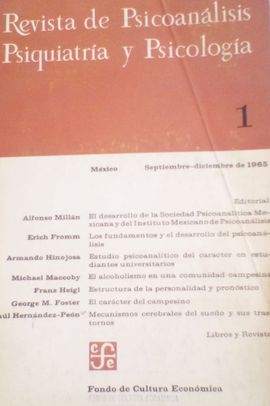 Revista de Psicoanálisis
Psiquiatría y Psicología
1
México Septiembre-diciembre de 1965
Editorial
Alfonso Millán El desarrollo de la Sociedad Psicoanalítica Me-
xicana y del Instituto Mexicano de Psicoanálisis
Erich Fromm Los fundamentos y el desarrollo del psicoaná-
lisis
Armando Hinojosa Estudio psicoanalítico del carácter en estu-
diantes universitarios
Michael Maccoby El alcoholismo en una comunidad campesina
Franz Heigl Estructura de la personalidad y pronóstico
George M. Foster El carácter del campesino
aúl Hernández-Peón Mecanismos cerebrales del sueño y sus tras
tornos
Libros y Revista
fce
Fondo de Cultura Económica